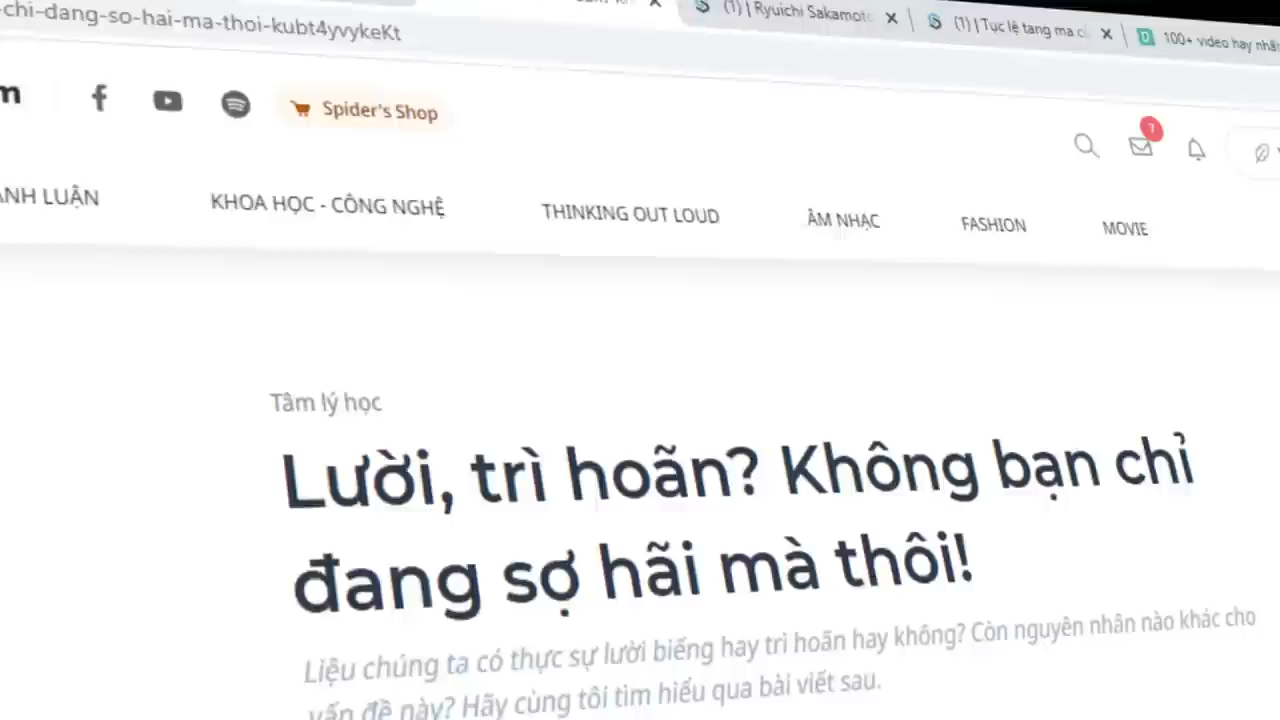 -chi-dang-so-hai-ma-thoi-kubt4yvykeKt
(1) | Ryuichi Sakamoto
(1) | Tục lệ tang ma c
100+ video hay nhất
m
Spider's Shop
7
ANH LUẬN
KHOA HỌC - CÔNG NGHỆ
THINKING OUT LOUD
ÂM NHẠC
FASHION
MOVIE
Tâm lý học
Lười, trì hoãn? Không bạn chỉ
đang sợ hãi mà thôi!
Liệu chúng ta có thực sự lười biếng hay trì hoãn hay không? Còn nguyên nhân nào khác cho
vấn đề này? Hãy cùng tôi tìm hiểu qua bài viết sau.